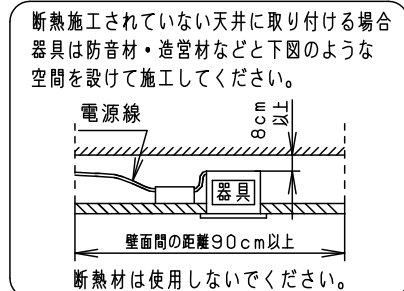 断熱施工されていない天井に取り付ける場合
器具は防音材・造営材などと下図のような
空間を設けて施工してください。
電源線
8cm
以上
器具
壁面間の距離90cm以上
断熱材は使用しないでください。